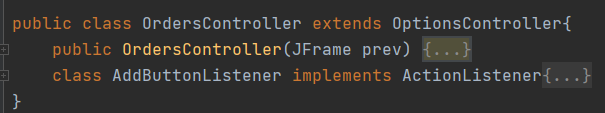 public class OrdersController extends OptionsController{
public OrdersController(JFrame prev) {...}
class AddButtonListener implements ActionListener{...}
}